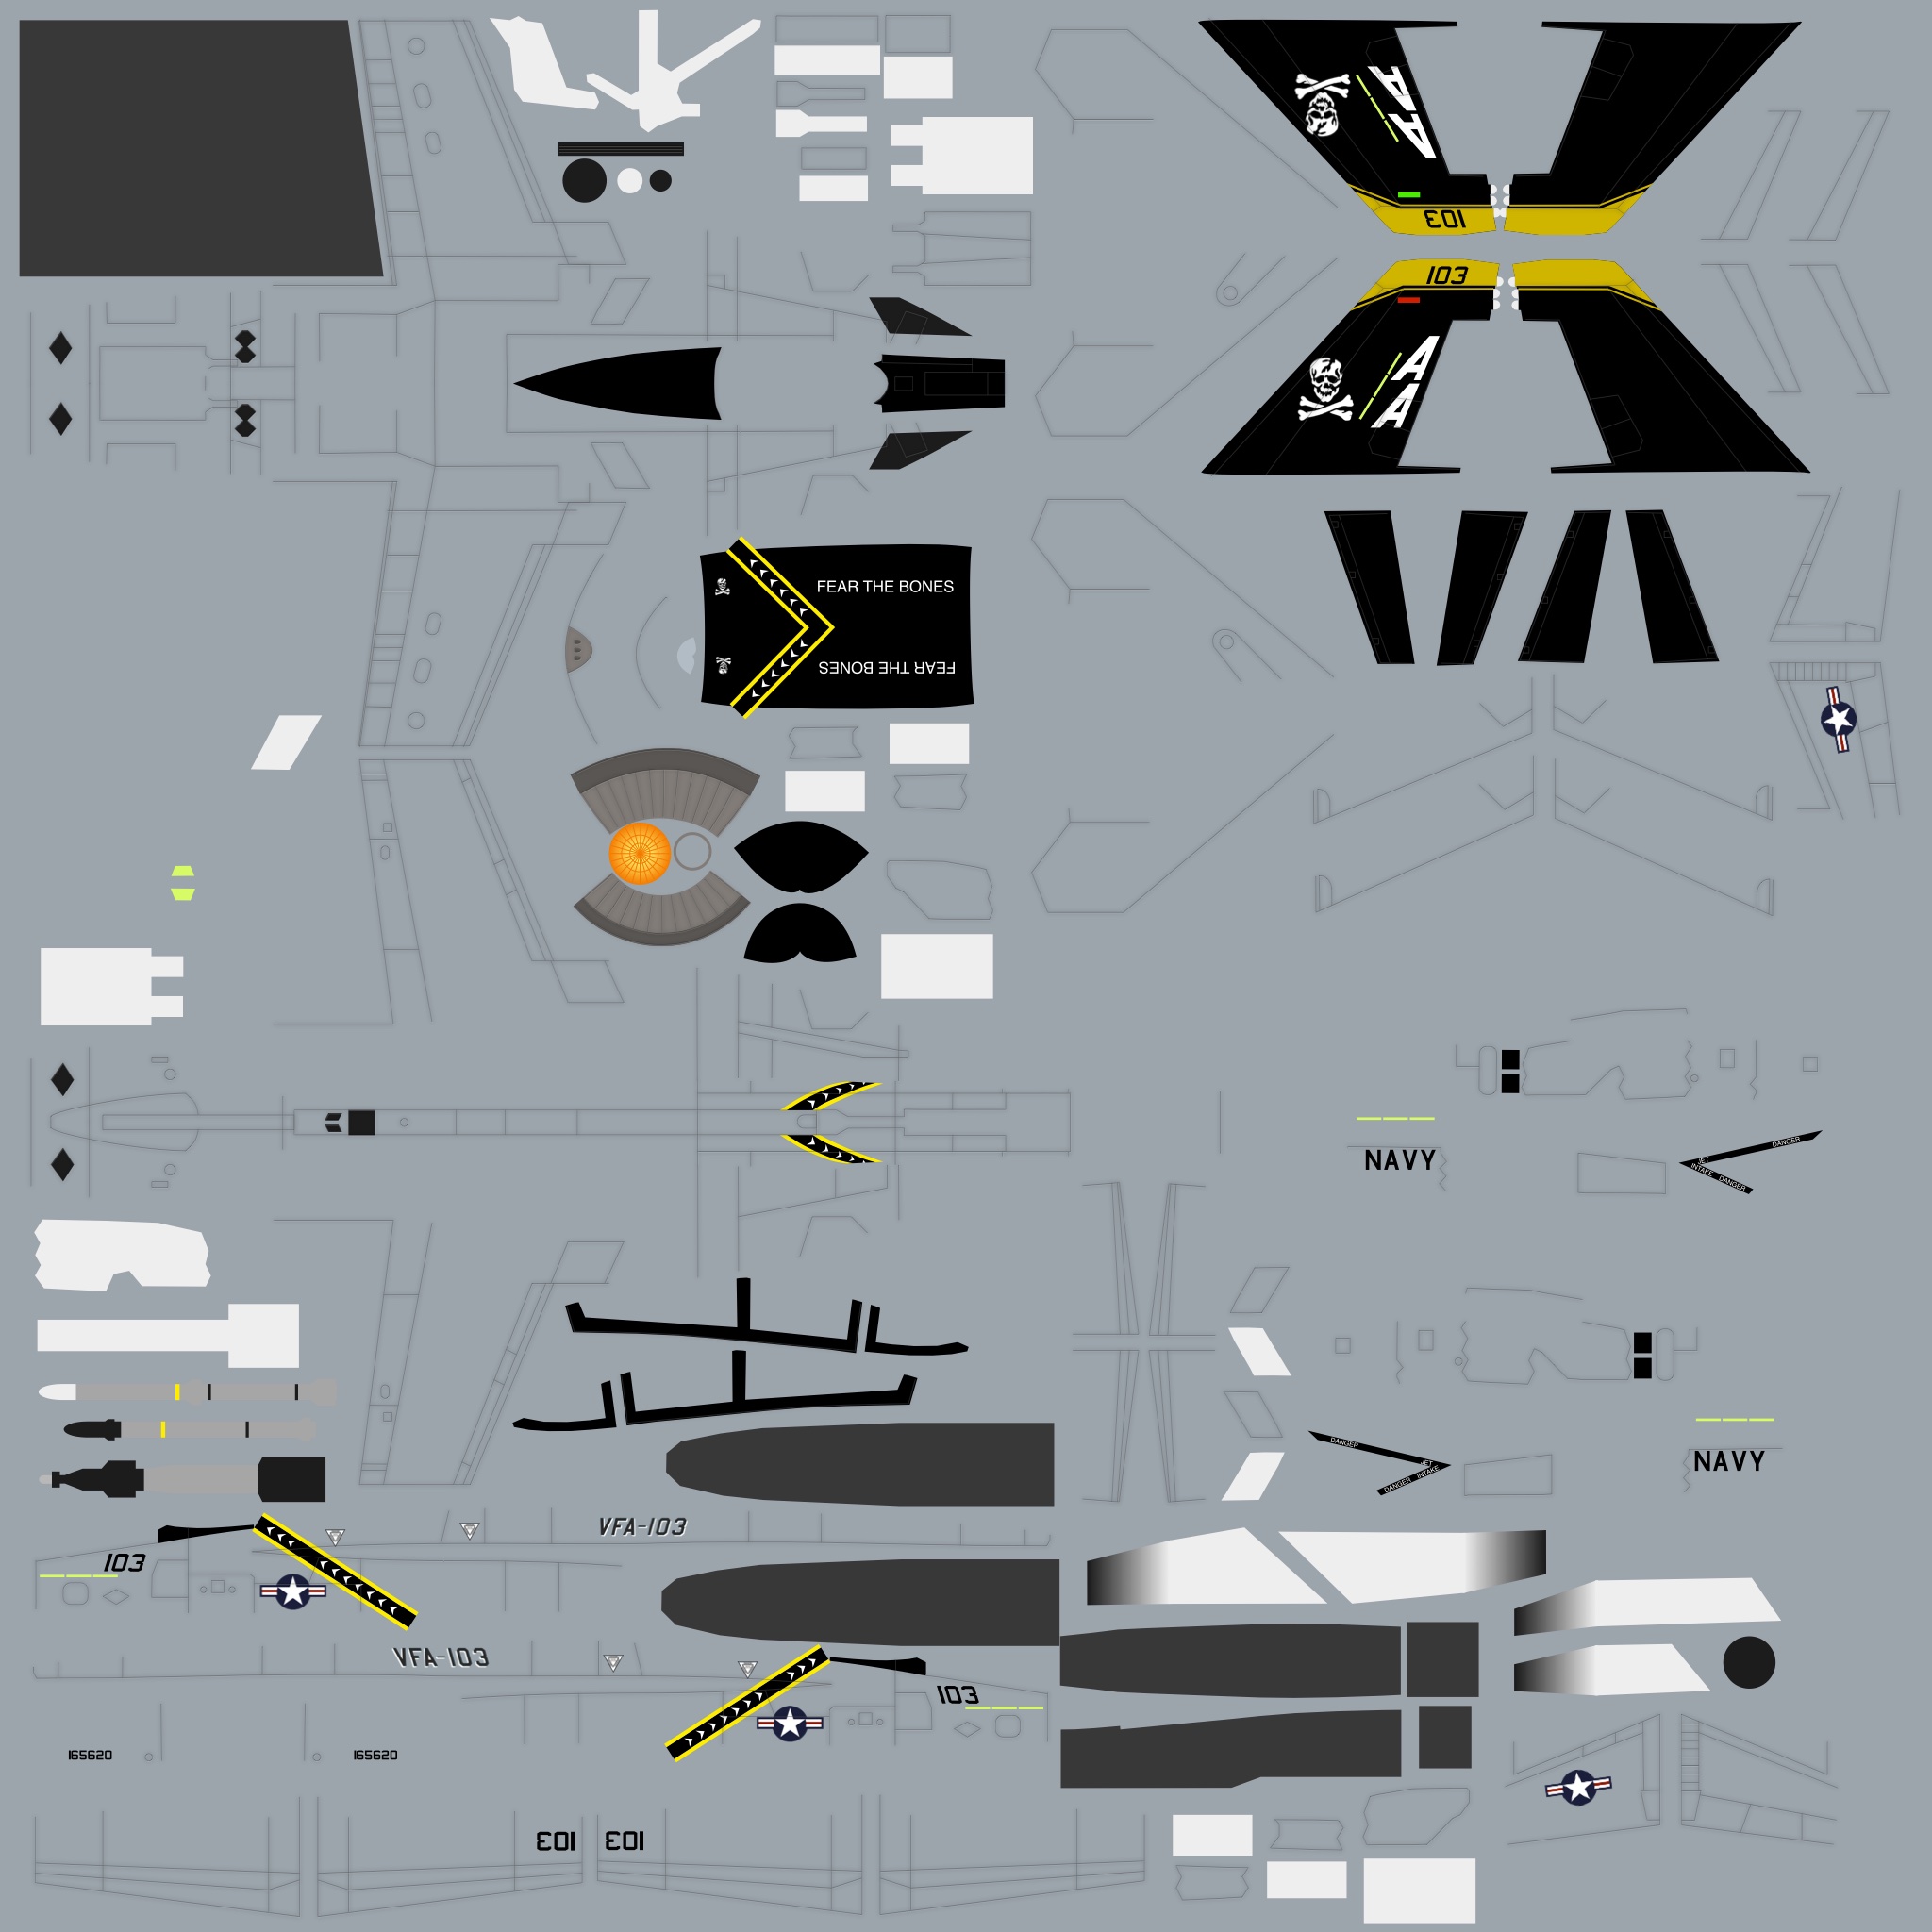 AA
103
103
AA
FEAR THE BONES
FEAR THE BONES
NAVY
DANGER
JET
INTAKE DANGER
DANGER
JET
DANGER INTAKE
NAVY
VFA-103
103
VFA-103
103
165620
165620
103
103